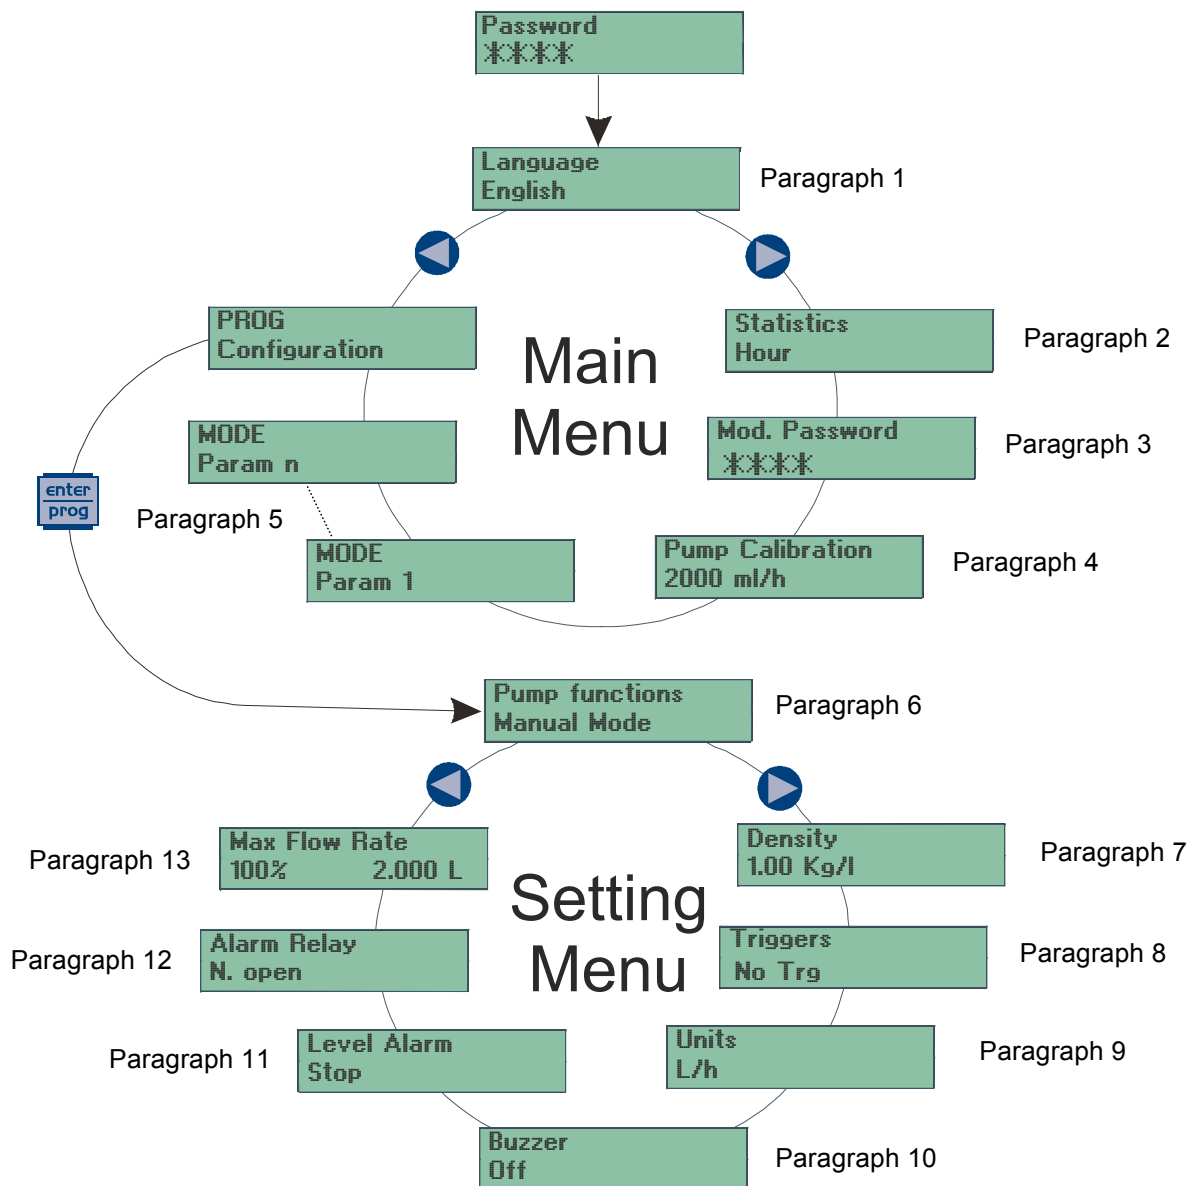 Password
****
Language
English
Paragraph 1
PROG
Configuration
Main
Menu
Statistics
Hour
Paragraph 2
MODE
Param n
Mod. Password
****
Paragraph 3
enter
prog
Paragraph 5
MODE
Param 1
Pump Calibration
2000 ml/h
Paragraph 4
Pump functions
Manual Mode
Paragraph 6
Paragraph 13
Max Flow Rate
100% 2.000 L
Setting
Menu
Density
1.00 Kg/l
Paragraph 7
Paragraph 12
Alarm Relay
N. open
Triggers
No Trg
Paragraph 8
Paragraph 11
Level Alarm
Stop
Units
L/h
Paragraph 9
Buzzer
Off
Paragraph 10